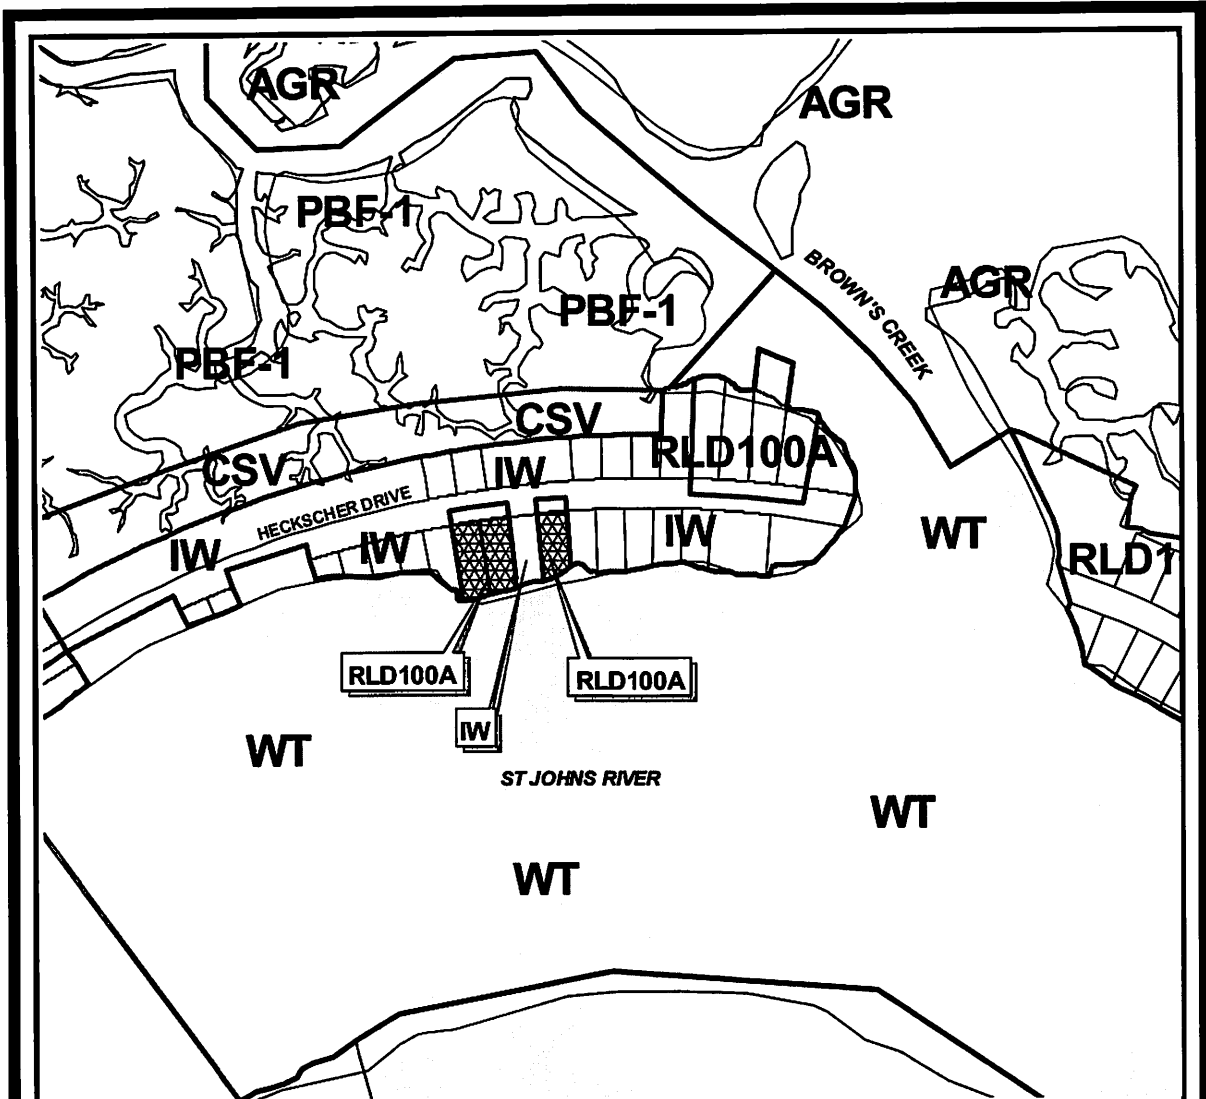 AGR
AGR
PBF-1
BROWN'S CREEK
AGR
PBF-1
PBF-1
CSV
RLD100A
CSV
IW
HECKSCHER DRIVE
IW
IW
IW
WT
RLD1
RLD100A
RLD100A
IW
WT
ST JOHNS RIVER
WT
WT